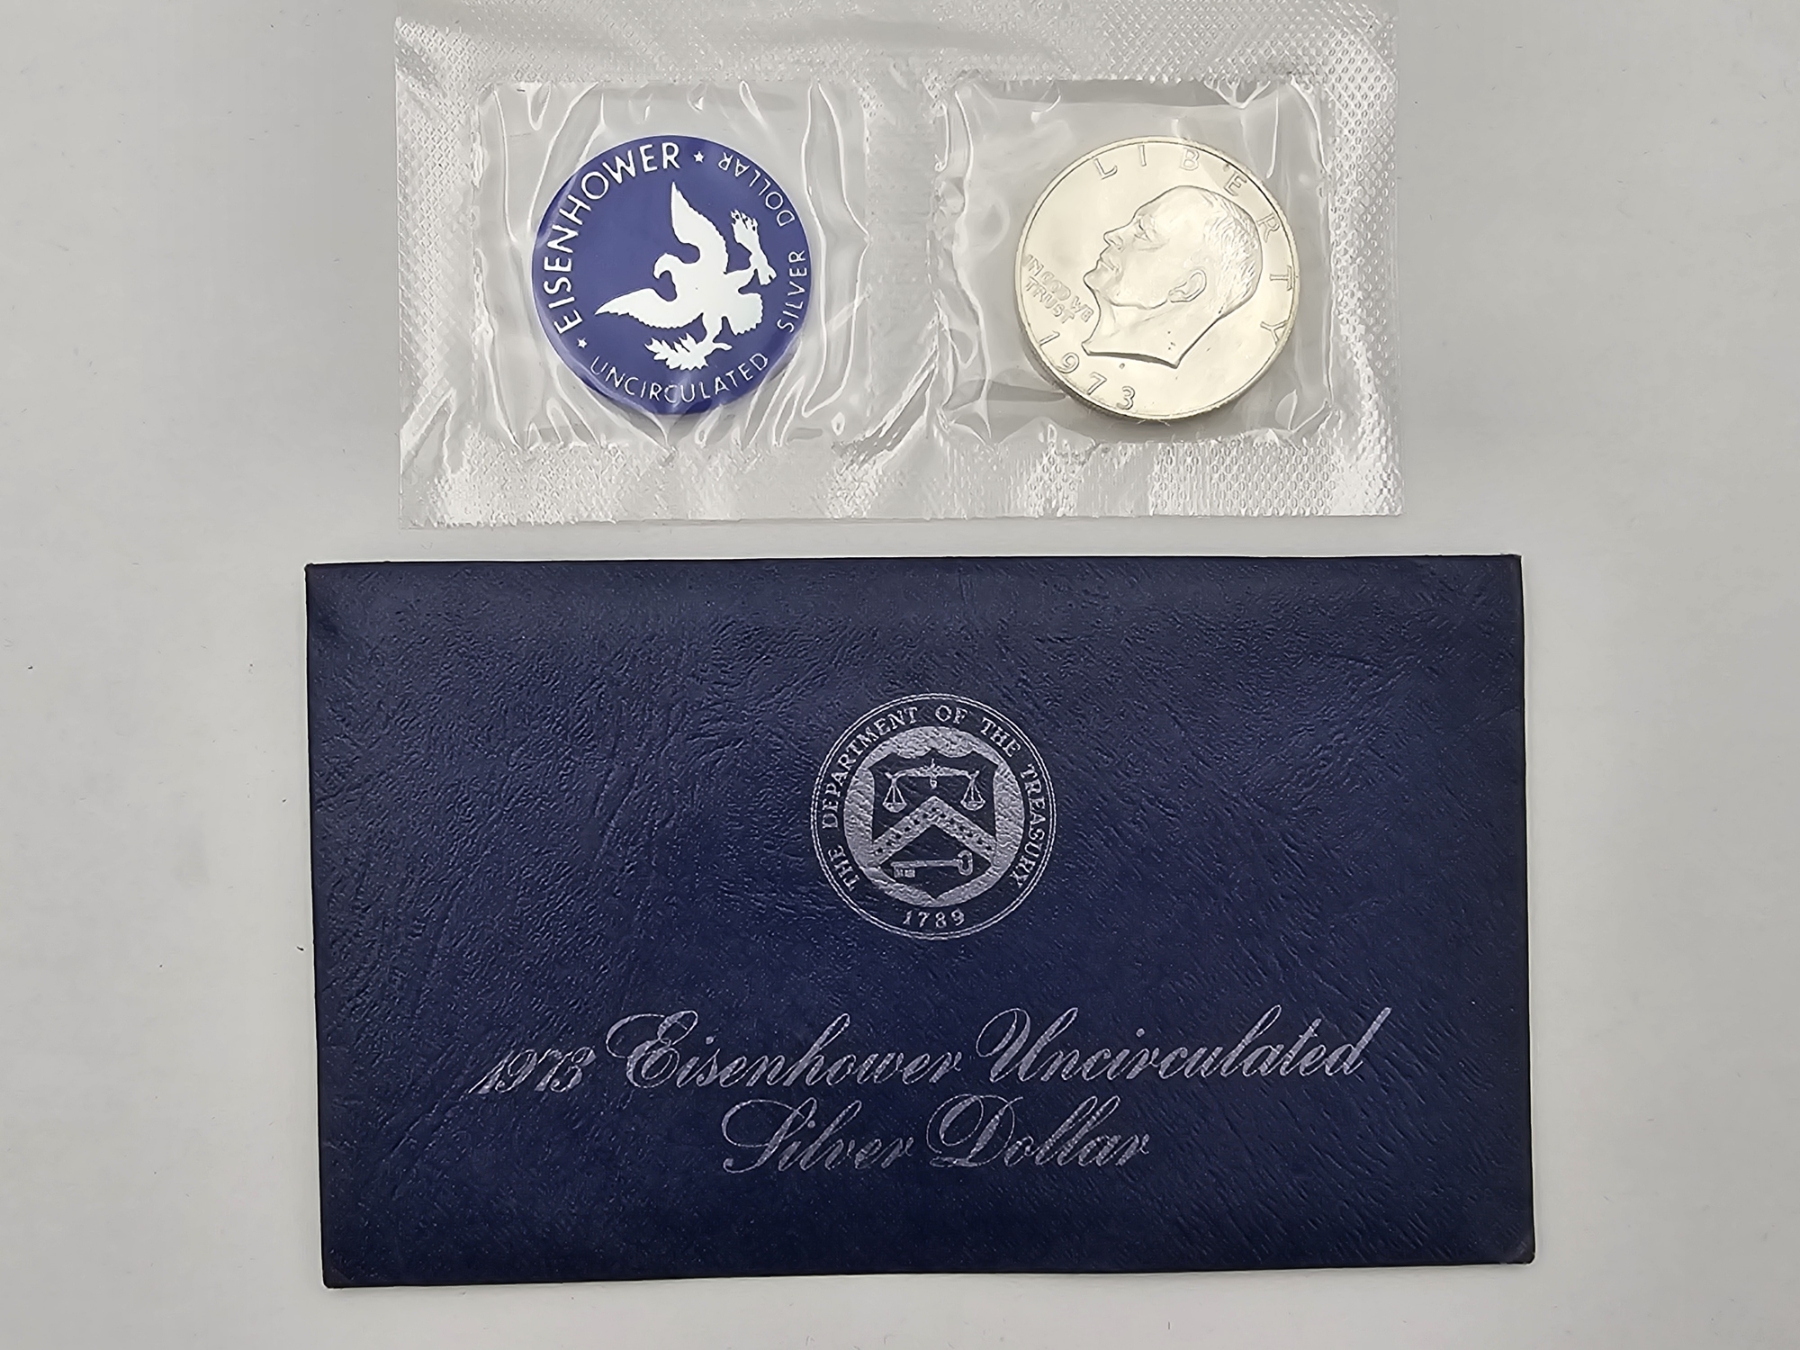 EISENHOWER ★ DOLLAR SILVER
★ UNCIRCULATED
LIBERTY
IN GOD WE
TRUST
1973
THE DEPARTMENT OF THE TREASURY
1789
1973 Eisenhower Uncirculated
Silver Dollar